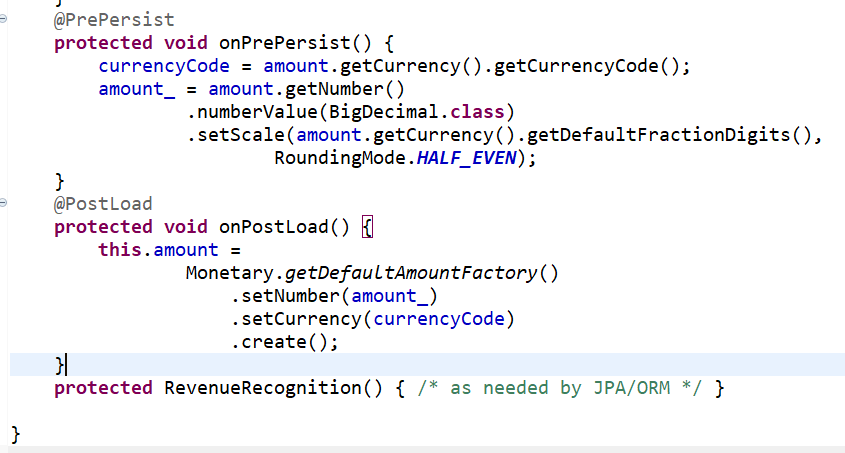 }
@PrePersist
protected void onPrePersist() {
currencyCode = amount.getCurrency().getCurrencyCode();
amount_ = amount.getNumber()
.numberValue(BigDecimal.class)
.setScale(amount.getCurrency().getDefaultFractionDigits(),
RoundingMode.HALF_EVEN);
}
@PostLoad
protected void onPostLoad() {
this.amount =
Monetary.getDefaultAmountFactory()
.setNumber(amount_)
.setCurrency(currencyCode)
.create();
}
protected RevenueRecognition() { /* as needed by JPA/ORM */ }
}